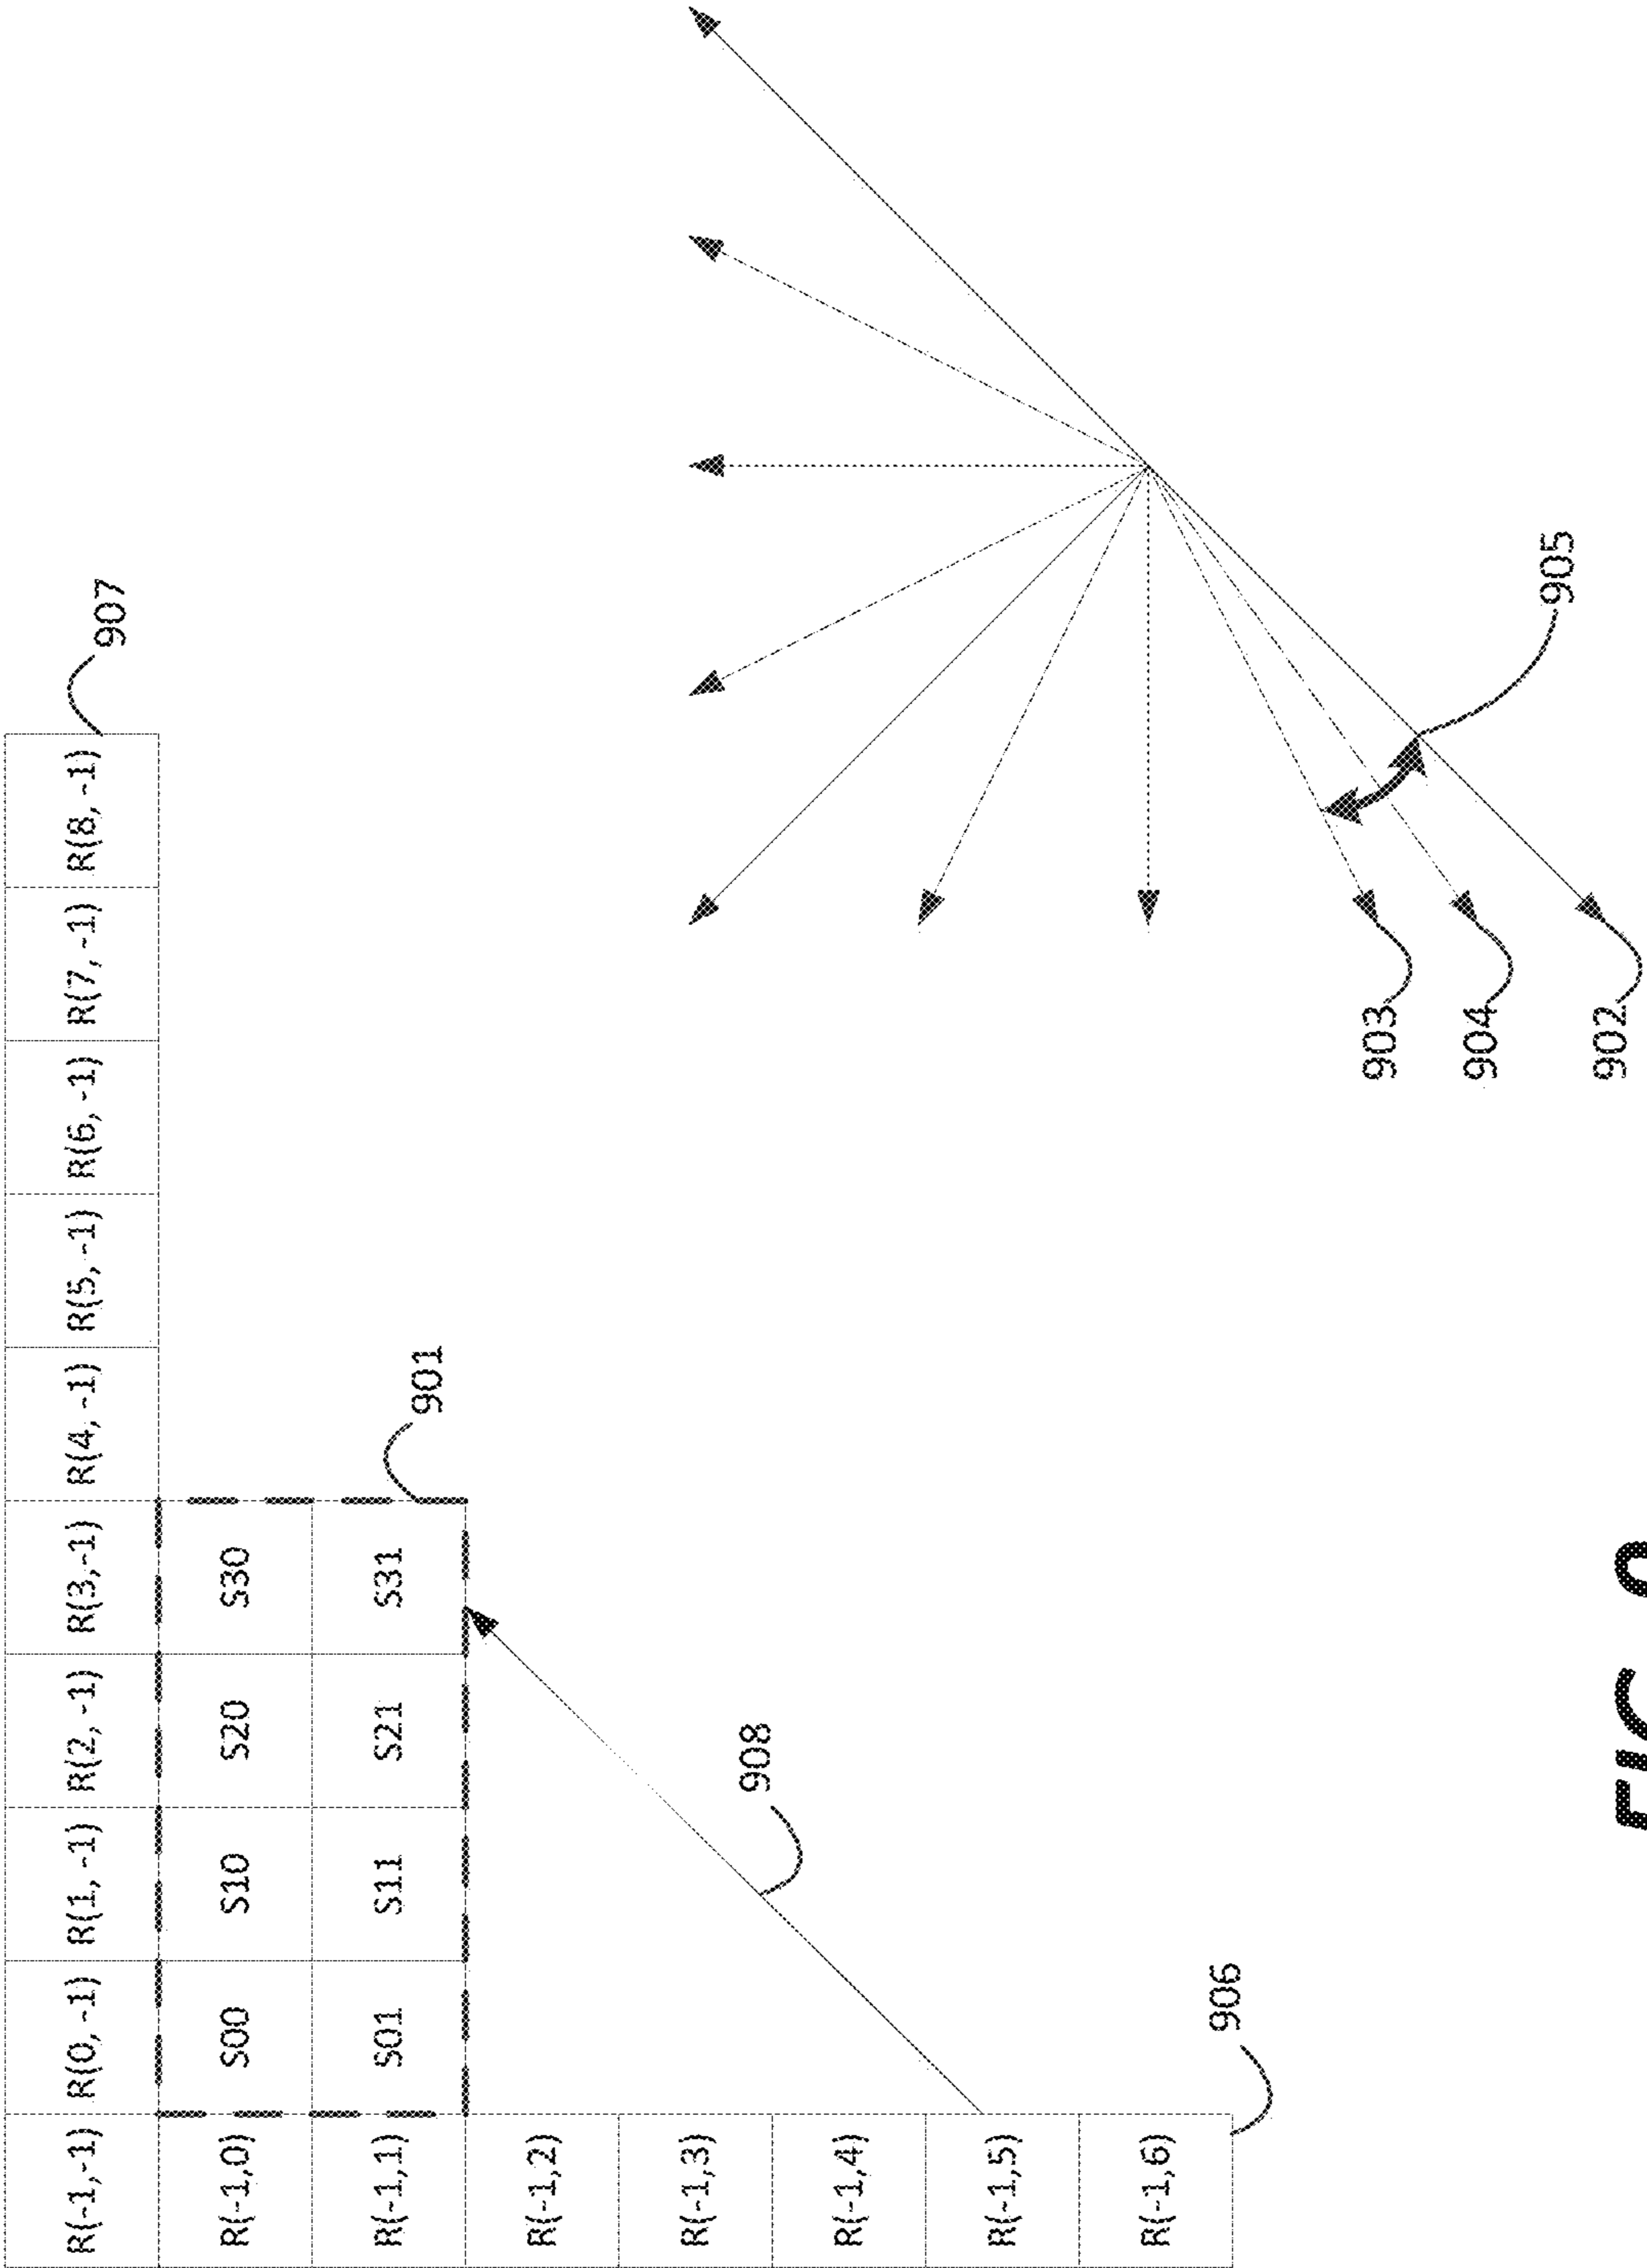 R(-1,-1) R(0, -1) R(1, -1) R(2, -1) R(3,-1) R(4, -1) R(5, -1) R(6, -1) R(7, -1) R(8, -1)
907
R(-1,0) S00 S10 S20 S30
R(-1,1) S01 S11 S21 S31
901
R(-1,2)
R(-1,3)
908
R(-1,4)
R(-1,5)
R(-1,6)
906
903
904
905
902